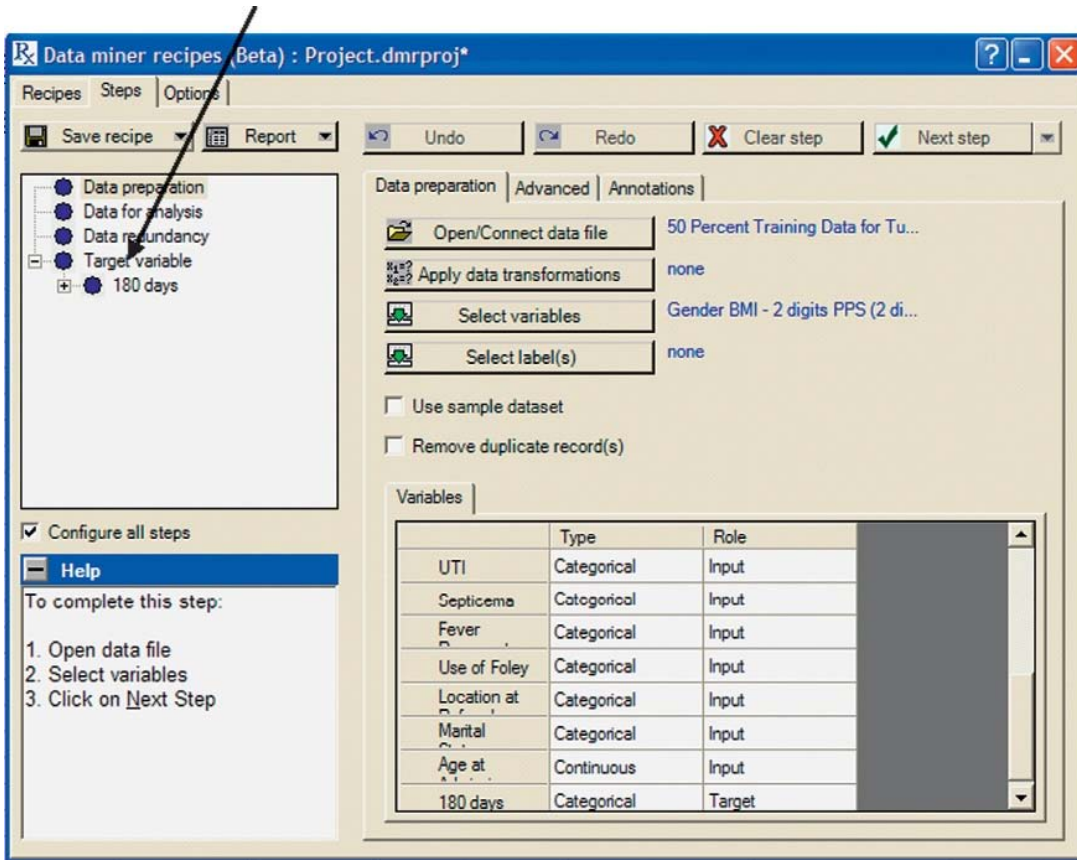 Data miner recipes (Beta) : Project.dmrproj*
Recipes Steps Options
Save recipe Report Undo Redo Clear step Next step
Data preparation
Data for analysis
Data redundancy
Target variable
180 days
Configure all steps
Help
To complete this step:
1. Open data file
2. Select variables
3. Click on Next Step
Data preparation Advanced Annotations
Open/Connect data file 50 Percent Training Data for Tu...
Apply data transformations none
Select variables Gender BMI - 2 digits PPS (2 di...
Select label(s) none
Use sample dataset
Remove duplicate record(s)
Variables
Type Role
UTI Categorical Input
Septicema Categorical Input
Fever Categorical Input
Use of Foley Categorical Input
Location at Categorical Input
Marital Categorical Input
Age at Continuous Input
180 days Categorical Target